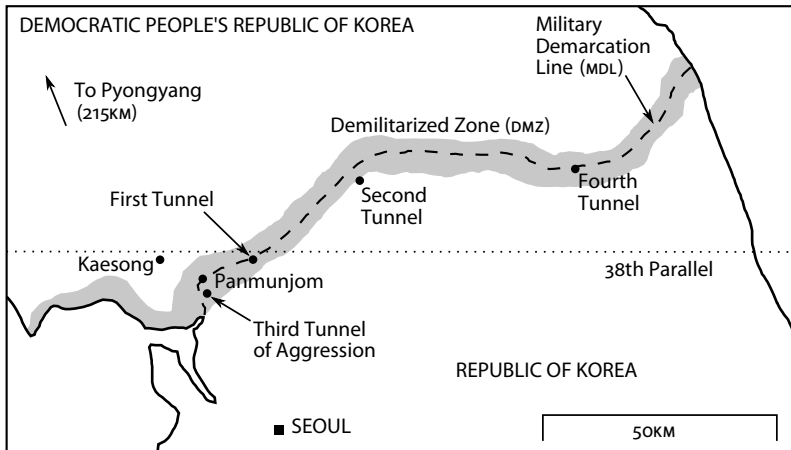 DEMOCRATIC PEOPLE'S REPUBLIC OF KOREA
Military
Demarcation
Line (MDL)
To Pyongyang
(215KM)
Demilitarized Zone (DMZ)
First Tunnel
Second
Tunnel
Fourth
Tunnel
Kaesong
38th Parallel
Panmunjom
Third Tunnel
of Aggression
REPUBLIC OF KOREA
SEOUL
50KM